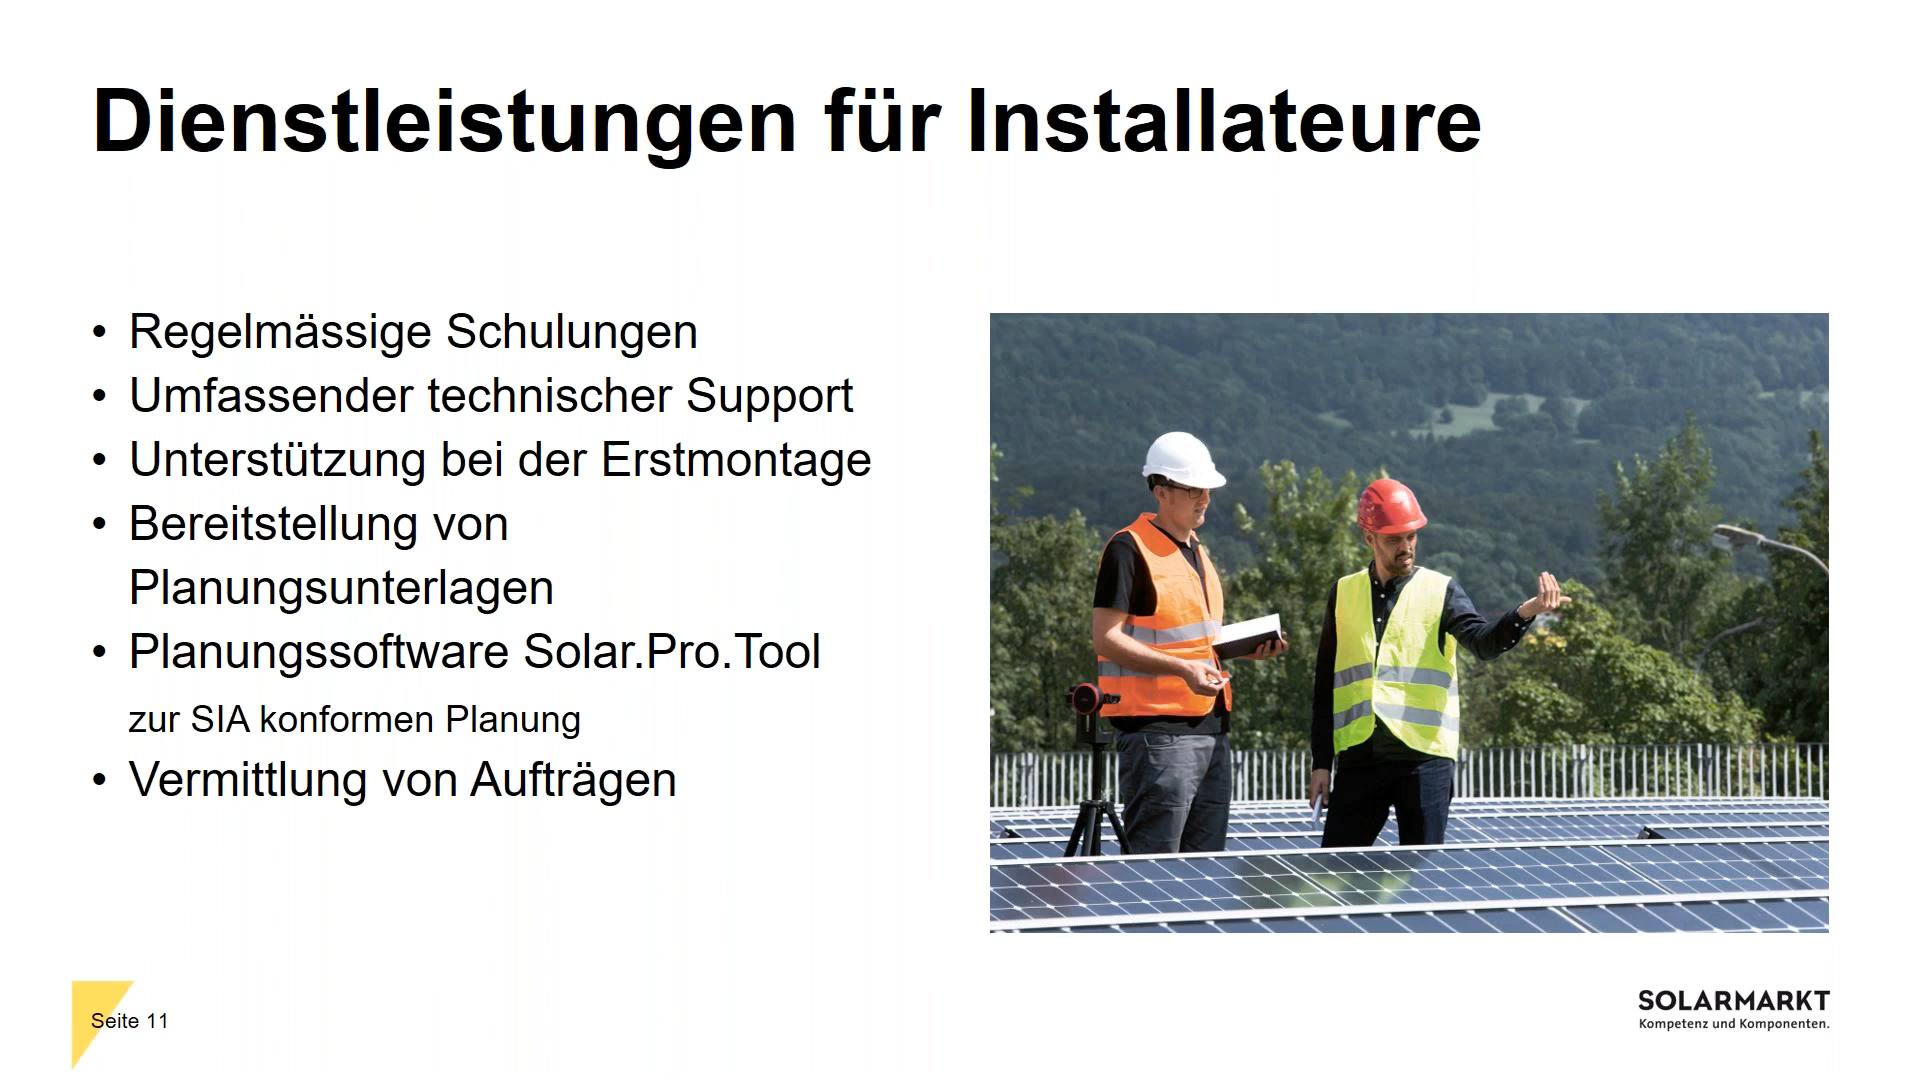 Dienstleistungen für Installateure
• Regelmässige Schulungen
• Umfassender technischer Support
• Unterstützung bei der Erstmontage
• Bereitstellung von
Planungsunterlagen
• Planungssoftware Solar.Pro.Tool
zur SIA konformen Planung
• Vermittlung von Aufträgen
Seite 11
SOLARMARKT
Kompetenz und Komponenten.